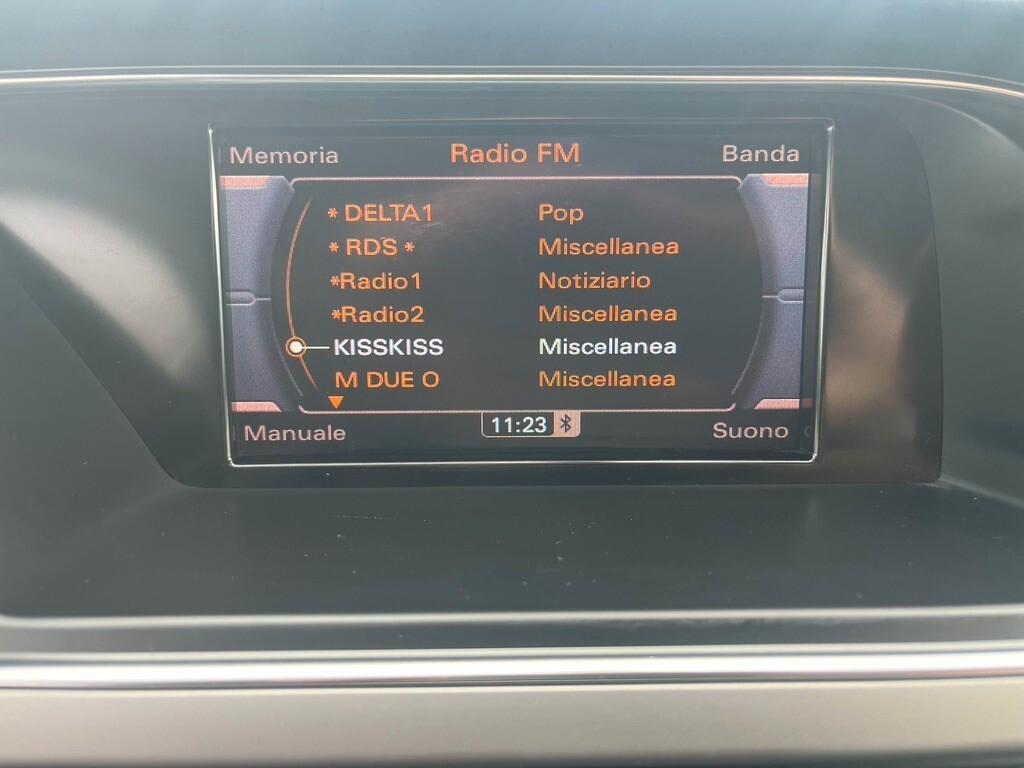 Memoria Radio FM Banda
* DELTA1 Pop
* RDS * Miscellanea
*Radio1 Notiziario
*Radio2 Miscellanea
KISSKISS Miscellanea
M DUE O Miscellanea
Manuale 11:23 Suono